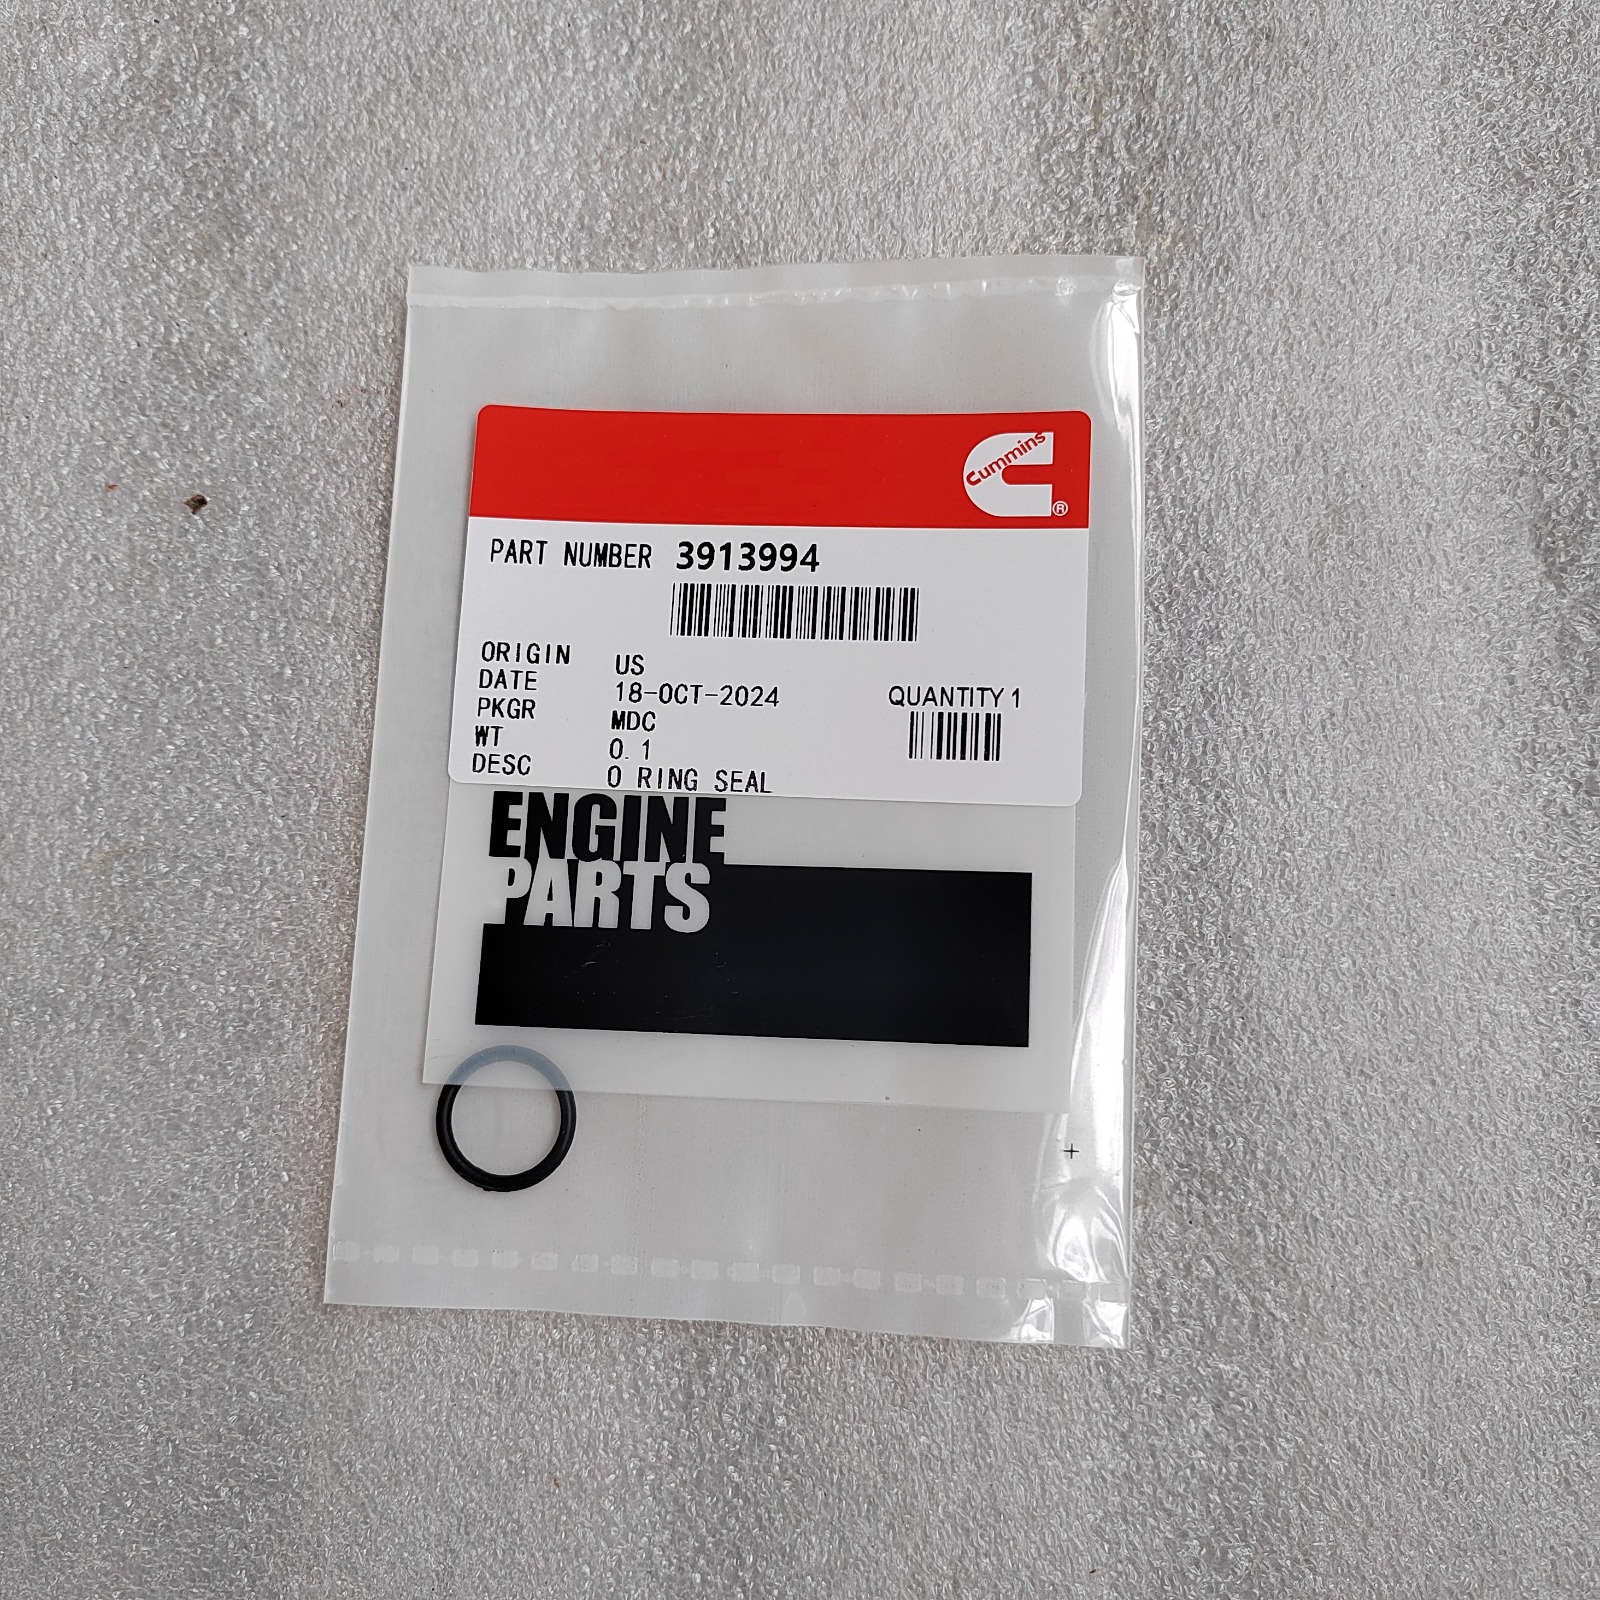 Cummins
®
PART NUMBER 3913994
ORIGIN US
DATE 18-OCT-2024
QUANTITY 1
PKGR MDC
WT 0.1
DESC O RING SEAL
ENGINE
PARTS